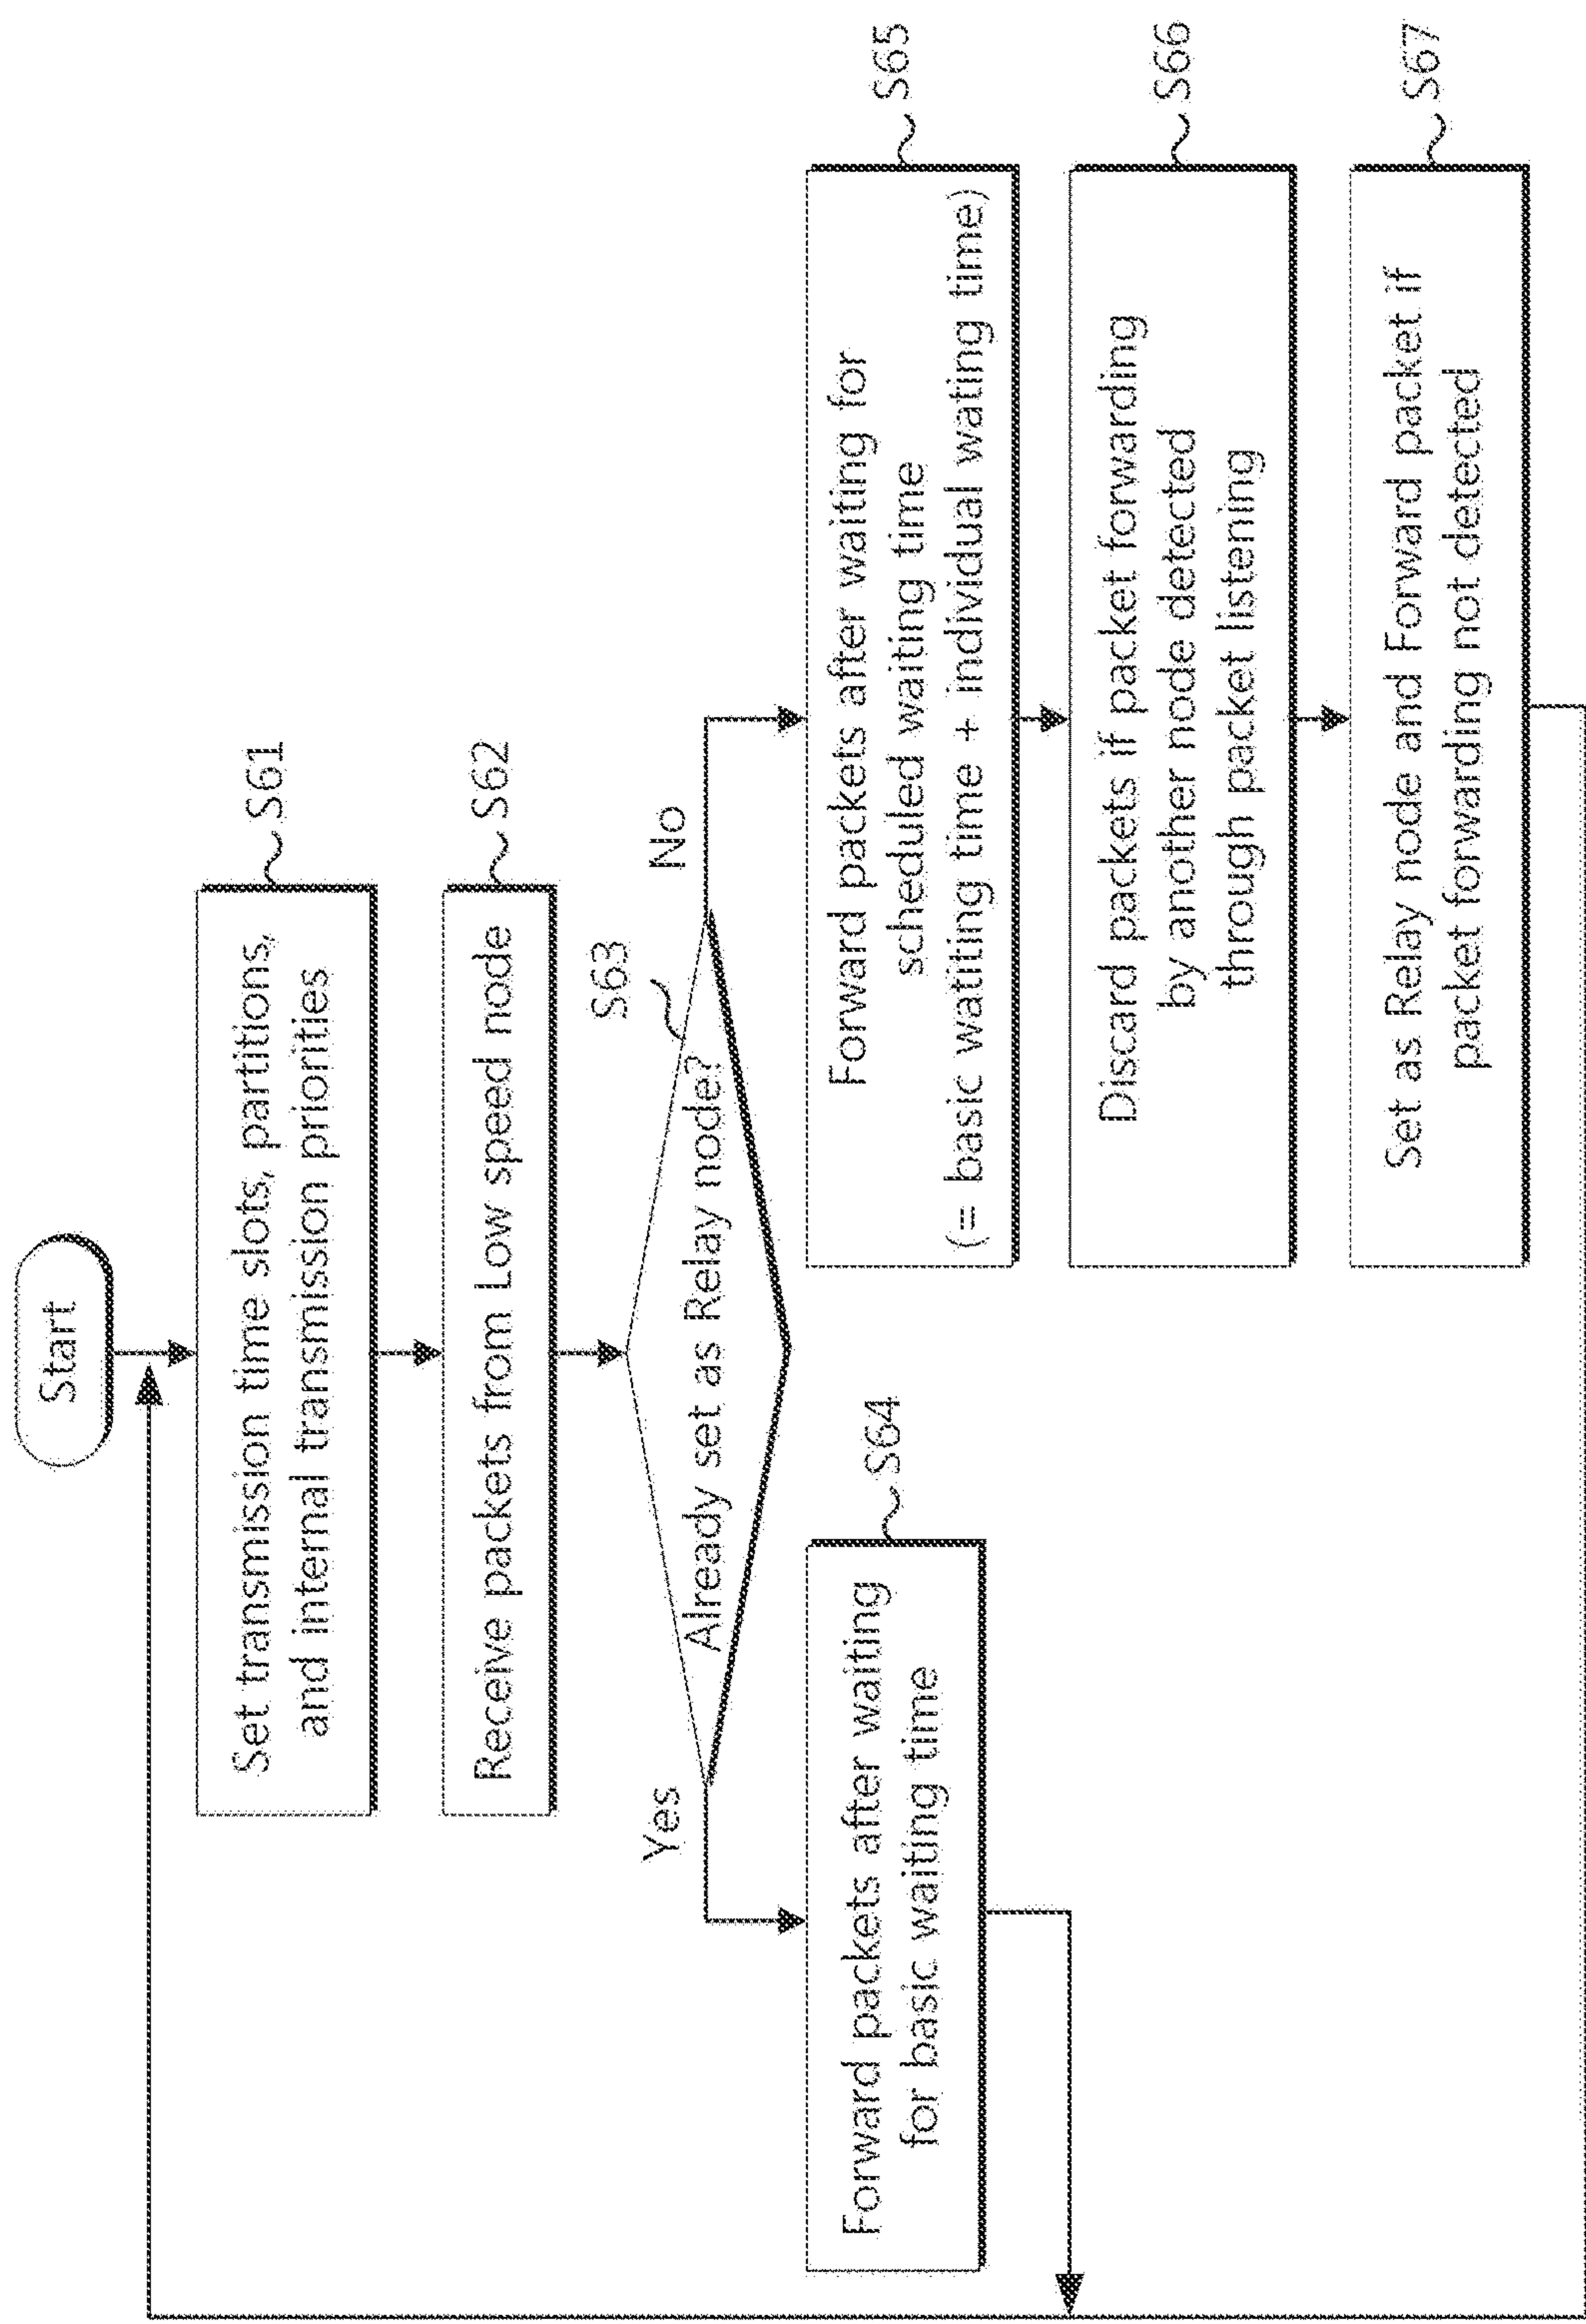 Start
Set transmission time slots, partitions,
and internal transmission priorities
S61
Receive packets from Low speed node
S62
S63
Already set as Relay node?
Yes
No
Forward packets after waiting
for basic waiting time
S64
Forward packets after waiting for
scheduled waiting time
(= basic watiting time + individual wating time)
S65
Discard packets if packet forwarding
by another node detected
through packet listening
S66
Set as Relay node and Forward packet if
packet forwarding not detected
S67